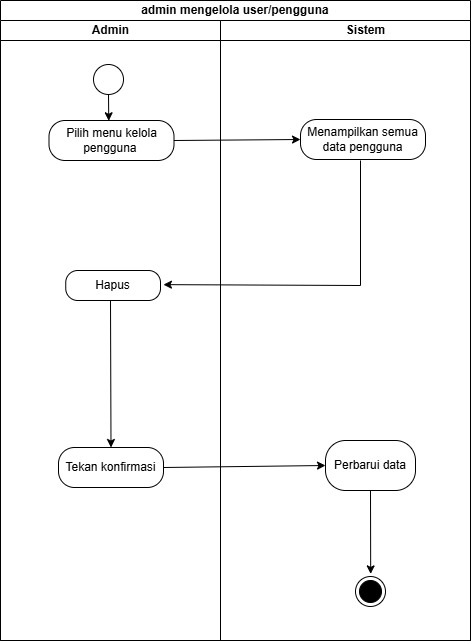 admin mengelola user/pengguna
Admin
Sistem
Pilih menu kelola
pengguna
Menampilkan semua
data pengguna
Hapus
Tekan konfirmasi
Perbarui data